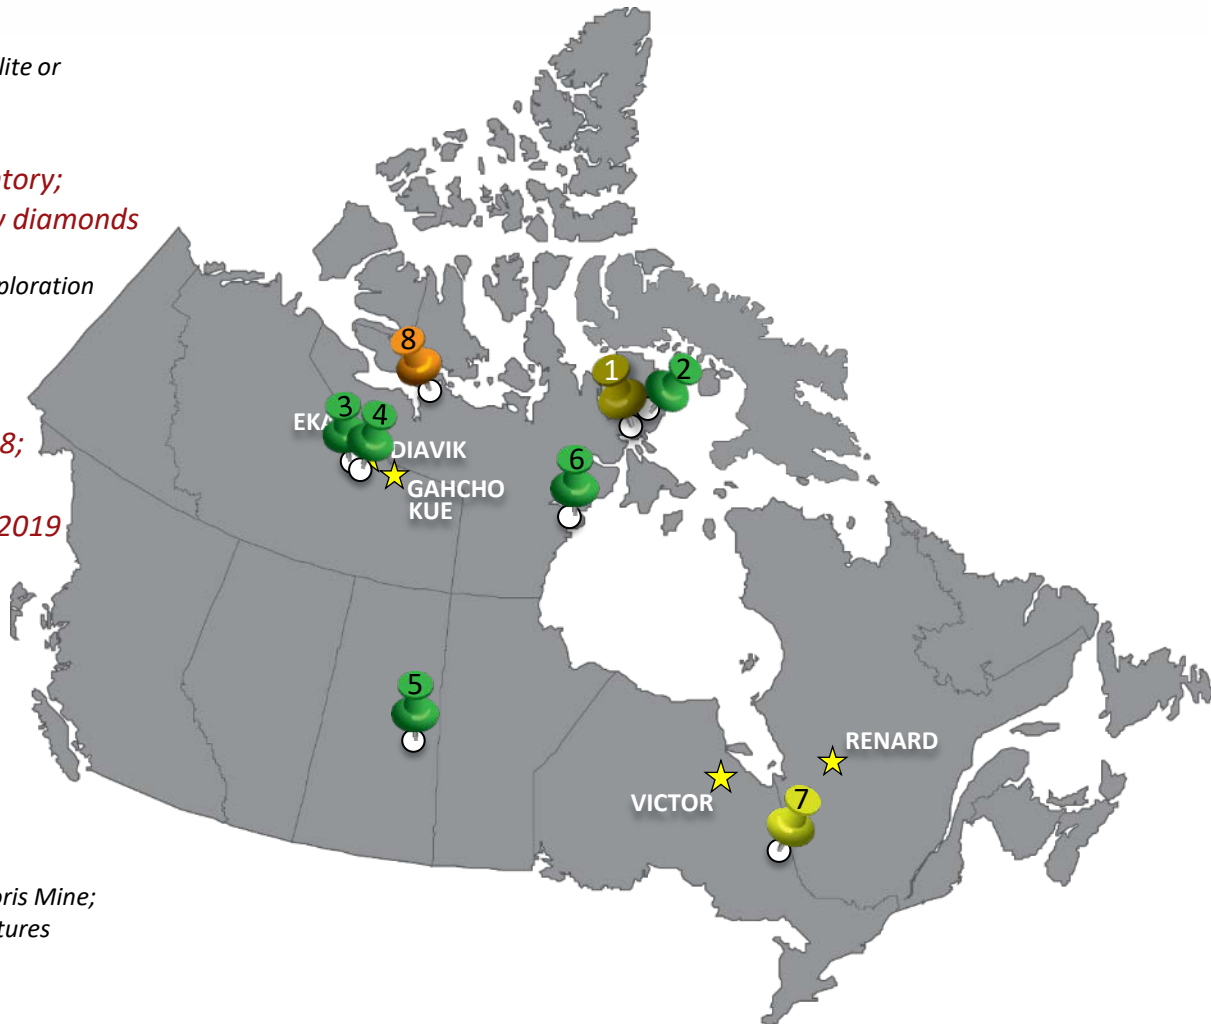 lite or
ntory;
v diamonds
ploration
8;
2019
oris Mine;
tures
8
1
2
3
4
EKA
DIAVIK
GAHCHO
KUE
6
5
RENARD
VICTOR
7